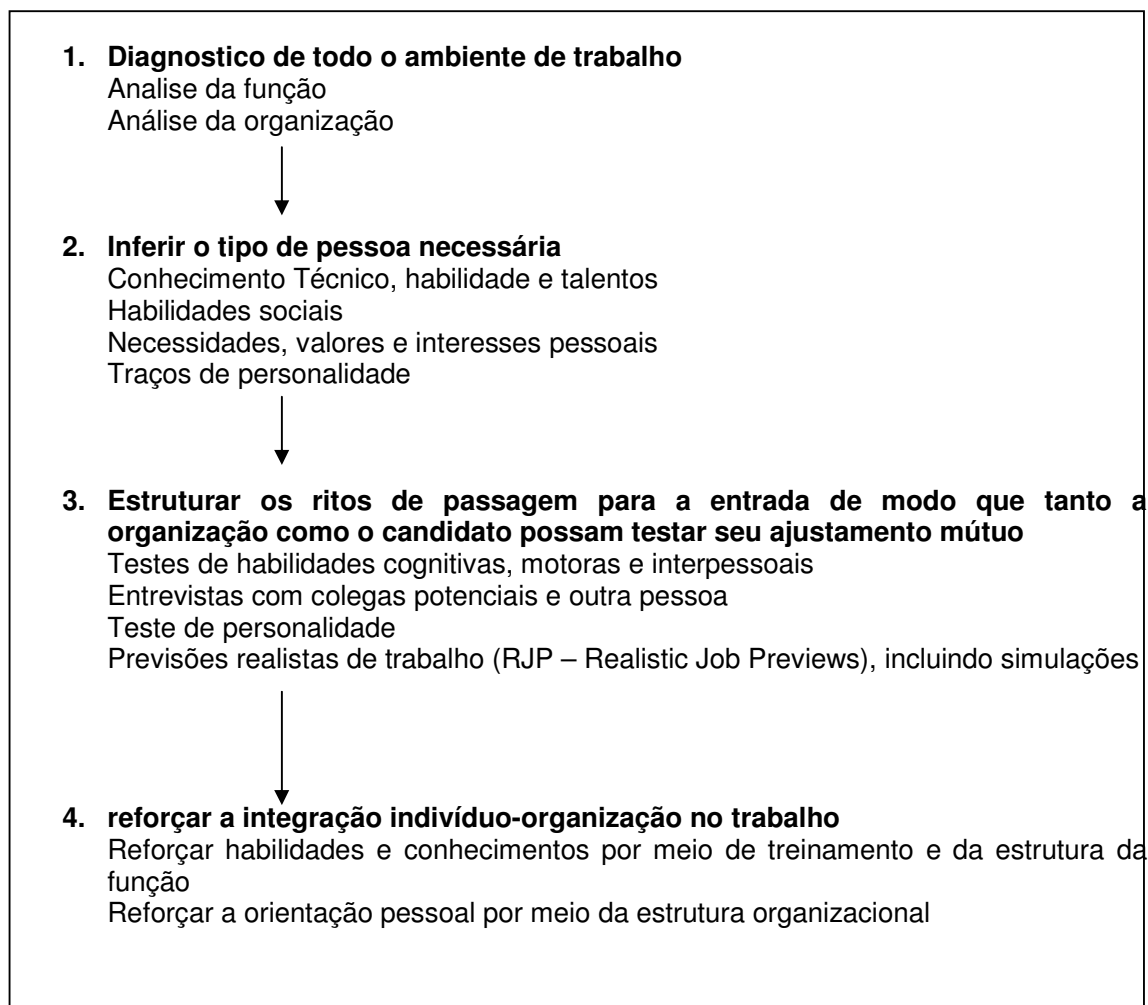 1. Diagnostico de todo o ambiente de trabalho
Analise da função
Análise da organização
2. Inferir o tipo de pessoa necessária
Conhecimento Técnico, habilidade e talentos
Habilidades sociais
Necessidades, valores e interesses pessoais
Traços de personalidade
3. Estruturar os ritos de passagem para a entrada de modo que tanto a
organização como o candidato possam testar seu ajustamento mútuo
Testes de habilidades cognitivas, motoras e interpessoais
Entrevistas com colegas potenciais e outra pessoa
Teste de personalidade
Previsões realistas de trabalho (RJP – Realistic Job Previews), incluindo simulações
4. reforçar a integração indivíduo-organização no trabalho
Reforçar habilidades e conhecimentos por meio de treinamento e da estrutura da
função
Reforçar a orientação pessoal por meio da estrutura organizacional